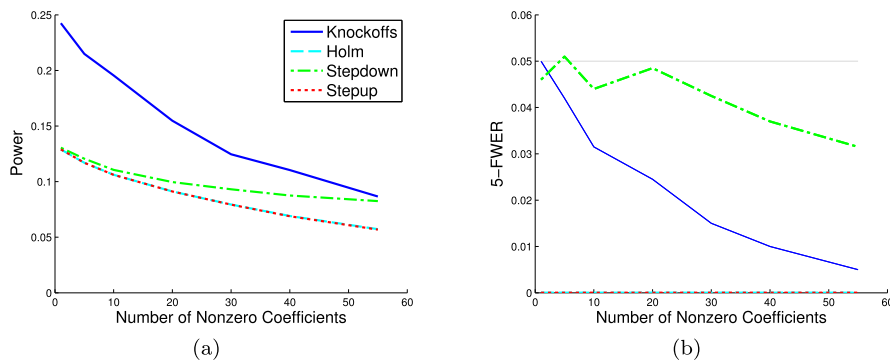 0.25
0.2
0.15
0.1
0.05
0
Power
0 10 20 30 40 50 60
Number of Nonzero Coefficients
Knockoffs
Holm
Stepdown
Stepup
(a)
0.06
0.05
0.04
0.03
0.02
0.01
0
5−FWER
0 10 20 30 40 50 60
Number of Nonzero Coefficients
(b)